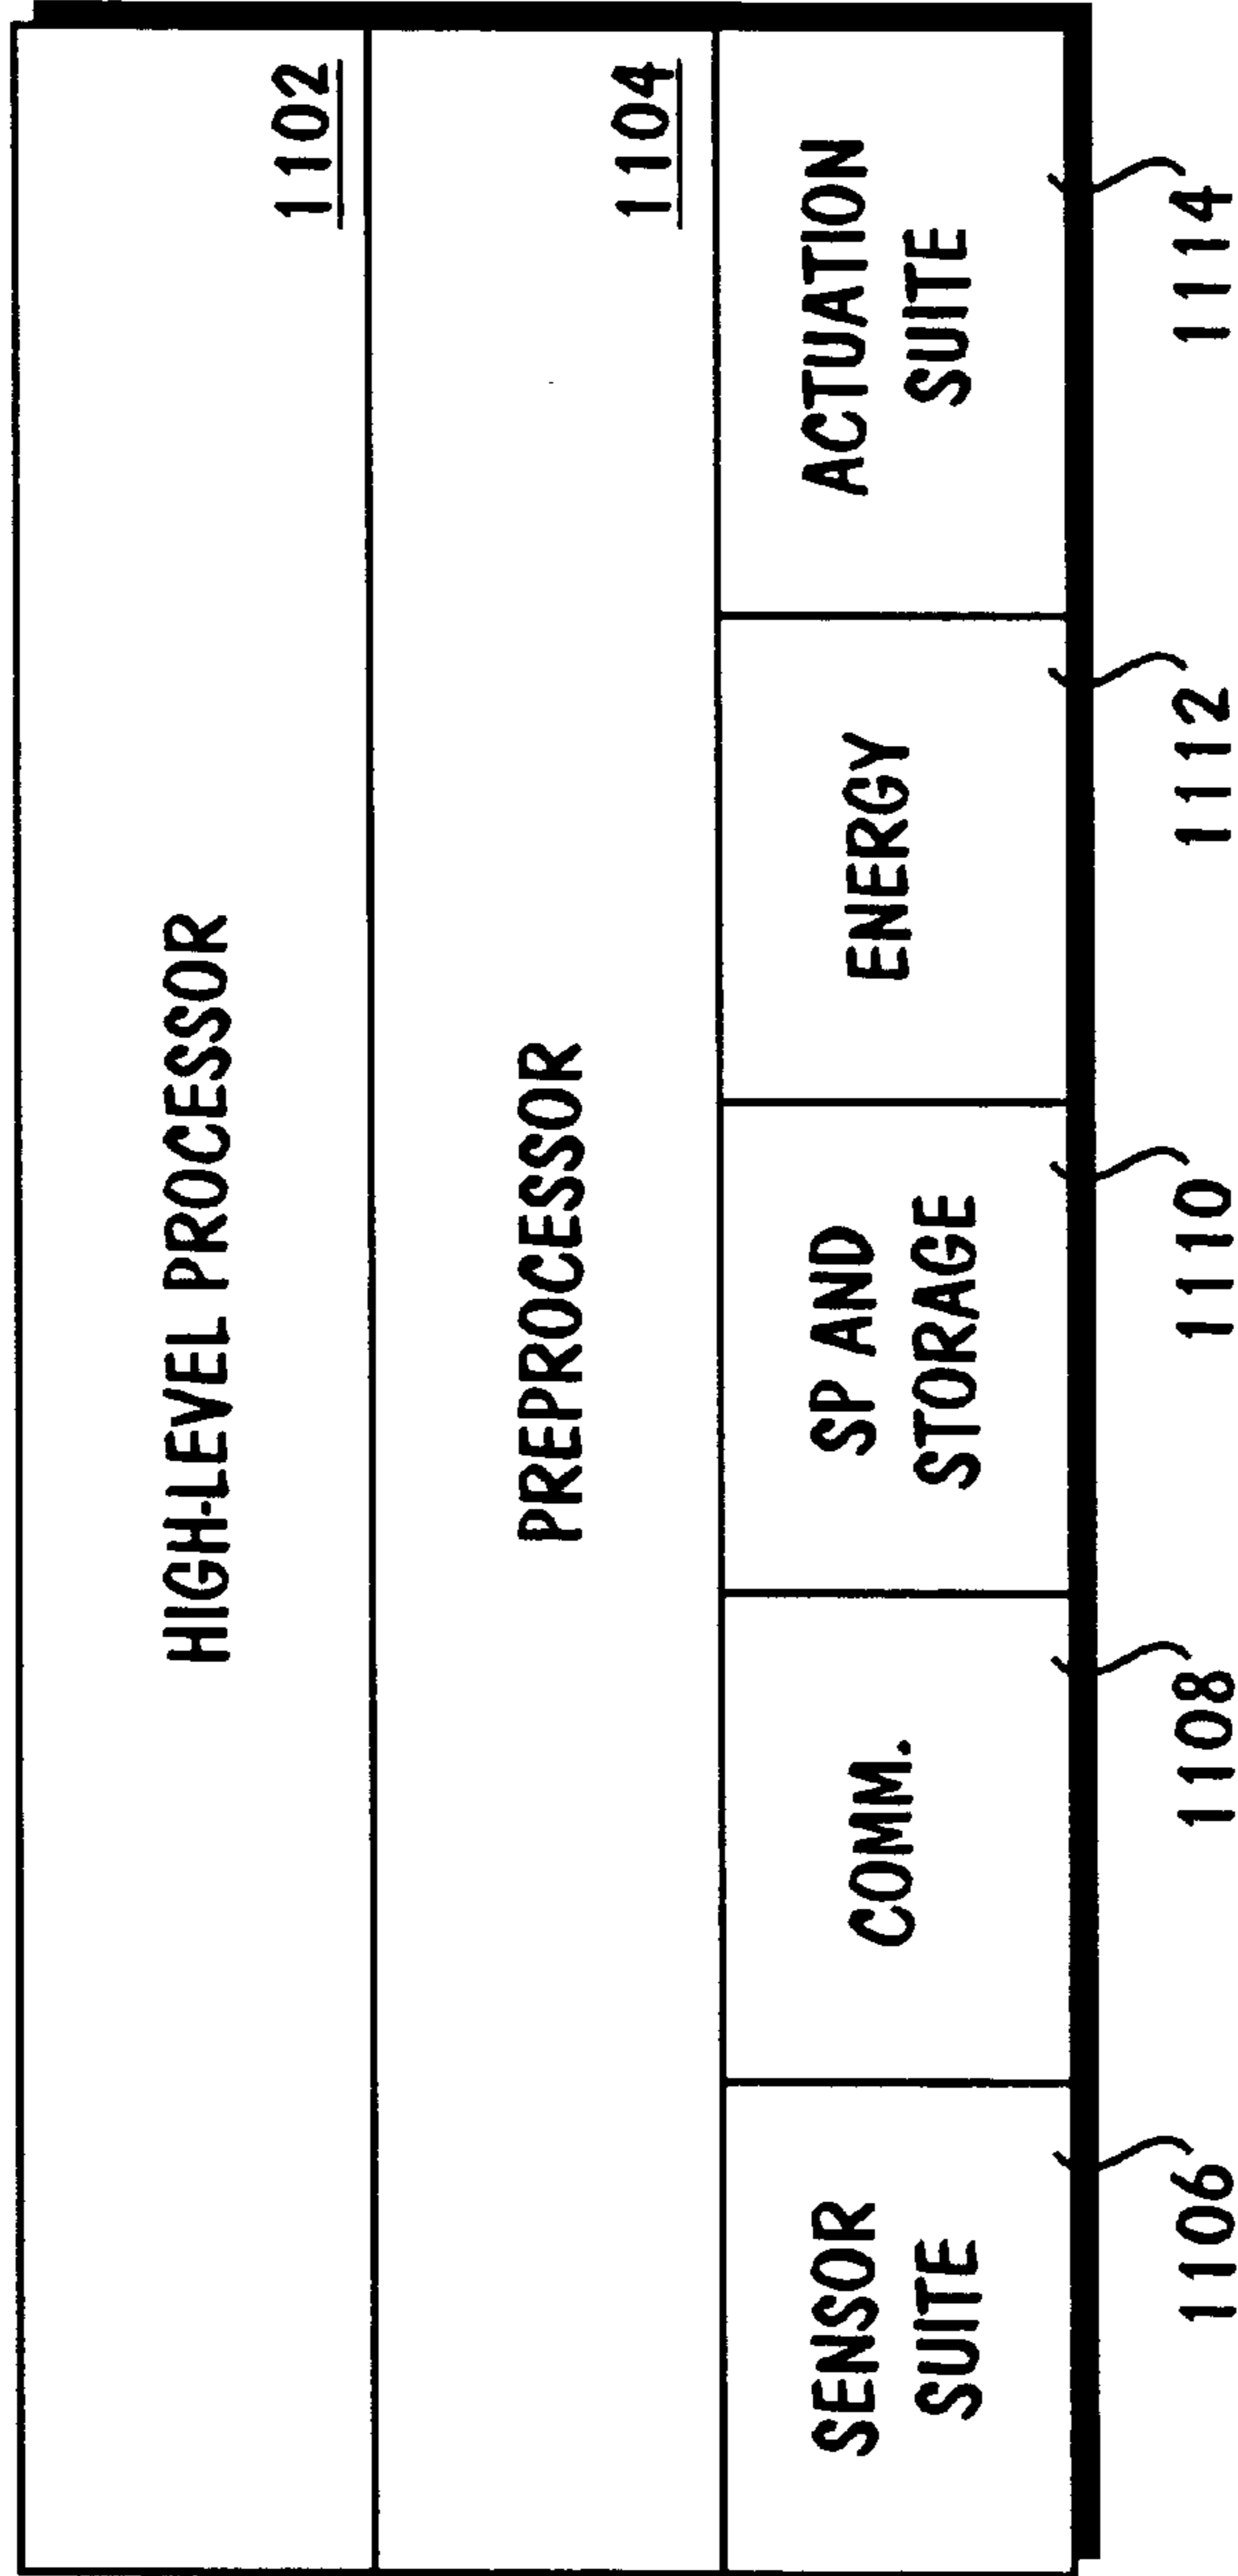 HIGH-LEVEL PROCESSOR
1102
PREPROCESSOR
1104
SENSOR
SUITE
COMM.
SP AND
STORAGE
ENERGY
ACTUATION
SUITE
1106
1108
1110
1112
1114